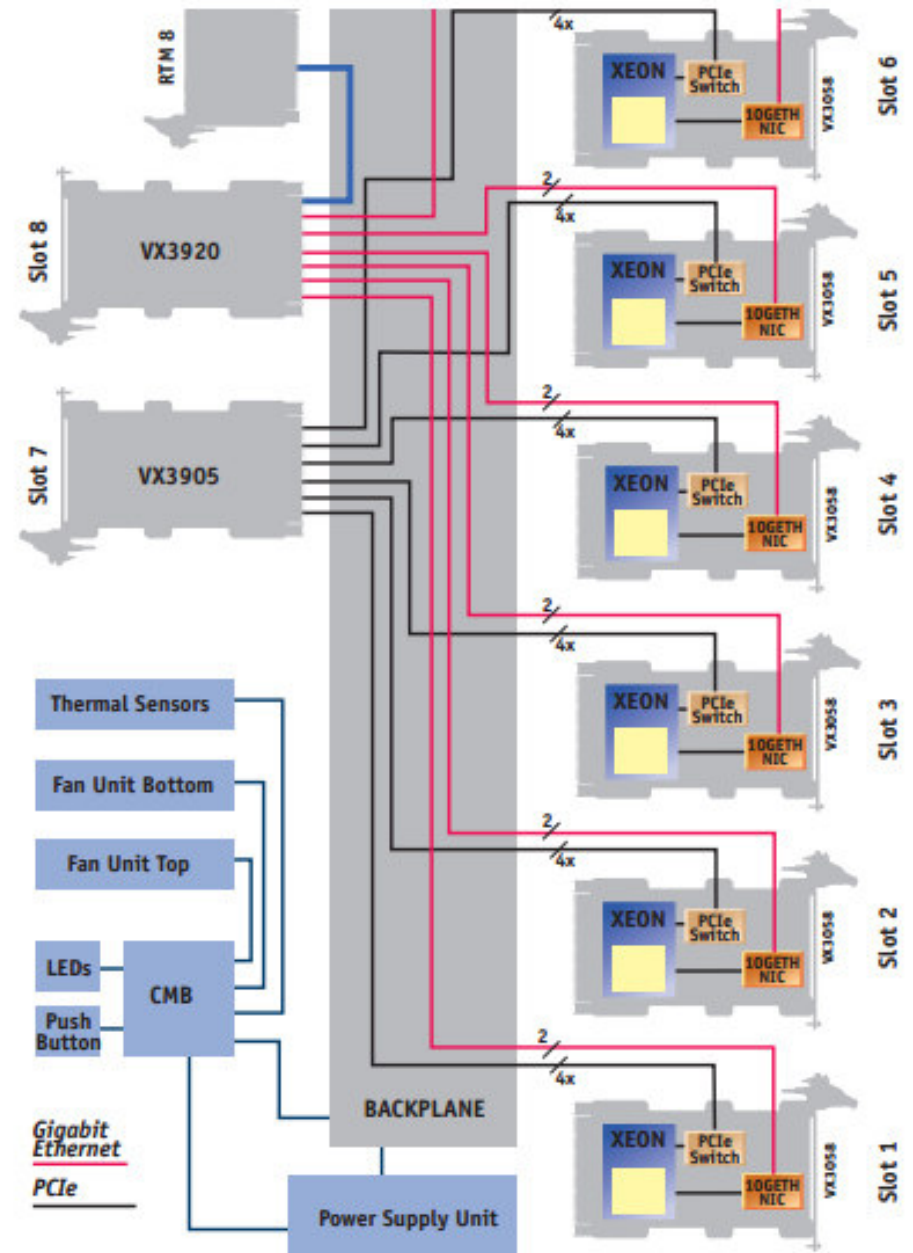 RTM 8
Slot 8
VX3920
Slot 7
VX3905
Thermal Sensors
Fan Unit Bottom
Fan Unit Top
LEDs
CMB
Push
Button
Gigabit
Ethernet
PCIe
BACKPLANE
Power Supply Unit
4x
XEON
PCIe
Switch
10GETH
NIC
VX3058
Slot 6
2
4x
XEON
PCIe
Switch
10GETH
NIC
VX3058
Slot 5
2
4x
XEON
PCIe
Switch
10GETH
NIC
VX3058
Slot 4
2
4x
XEON
PCIe
Switch
10GETH
NIC
VX3058
Slot 3
2
4x
XEON
PCIe
Switch
10GETH
NIC
VX3058
Slot 2
2
4x
XEON
PCIe
Switch
10GETH
NIC
VX3058
Slot 1